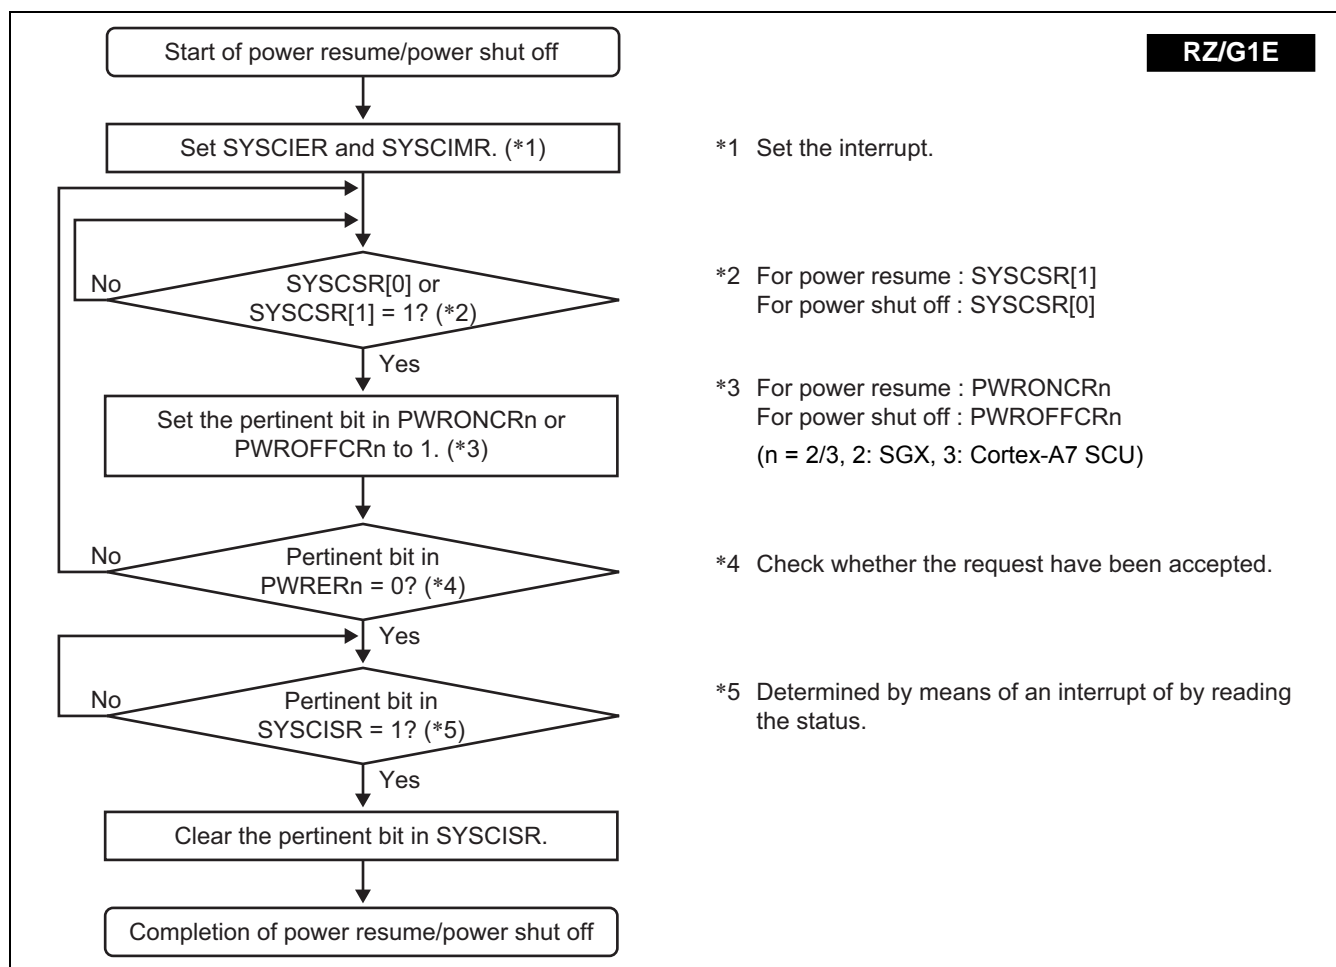 Start of power resume/power shut off
RZ/G1E
Set SYSCIER and SYSCIMR. (*1)
*1 Set the interrupt.
No
SYSCSR[0] or
SYSCSR[1] = 1? (*2)
*2 For power resume : SYSCSR[1]
For power shut off : SYSCSR[0]
Yes
Set the pertinent bit in PWRONCRn or
PWROFFCRn to 1. (*3)
*3 For power resume : PWRONCRn
For power shut off : PWROFFCRn
(n = 2/3, 2: SGX, 3: Cortex-A7 SCU)
No
Pertinent bit in
PWRERn = 0? (*4)
*4 Check whether the request have been accepted.
Yes
No
Pertinent bit in
SYSCISR = 1? (*5)
*5 Determined by means of an interrupt of by reading
the status.
Yes
Clear the pertinent bit in SYSCISR.
Completion of power resume/power shut off